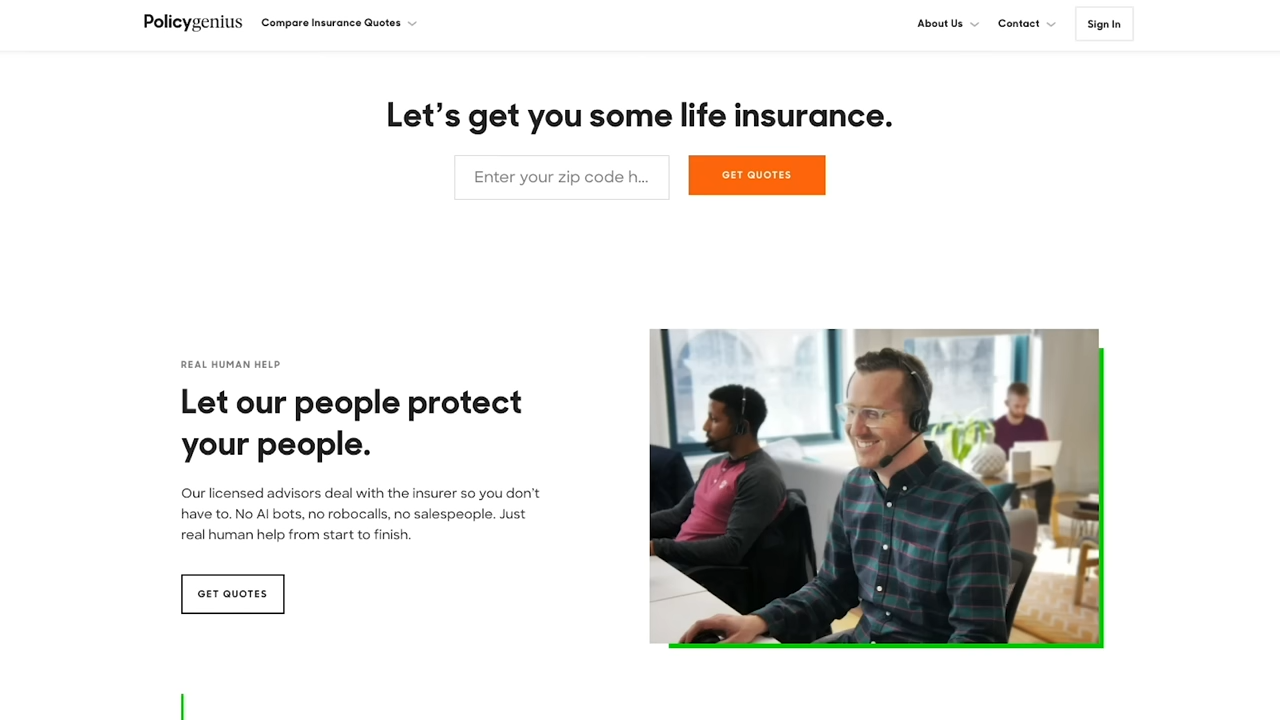 Policygenius Compare Insurance Quotes About Us Contact Sign In
Let’s get you some life insurance.
Enter your zip code h... GET QUOTES
REAL HUMAN HELP
Let our people protect
your people.
Our licensed advisors deal with the insurer so you don’t
have to. No AI bots, no robocalls, no salespeople. Just
real human help from start to finish.
GET QUOTES